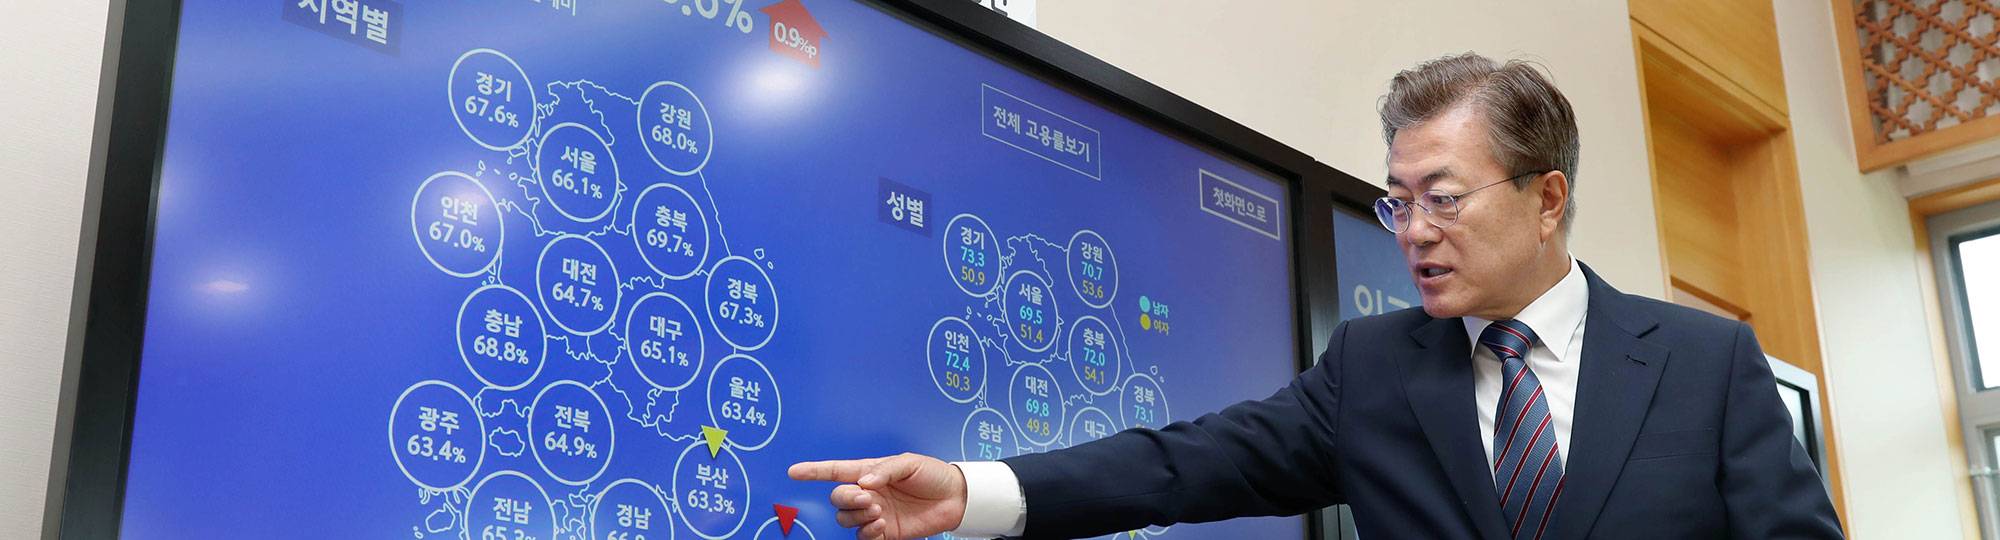 지역별
0.9%p
경기
67.6%
강원
68.0%
서울
66.1%
인천
67.0%
충북
69.7%
대전
64.7%
경북
67.3%
충남
68.8%
대구
65.1%
울산
63.4%
광주
63.4%
전북
64.9%
부산
63.3%
전남
경남
전체 고용률보기
첫화면으로
성별
남자
여자
경기
73.3
50.9
강원
70.7
53.6
서울
69.5
51.4
인천
72.4
50.3
충북
72.0
54.1
대전
69.8
49.8
경북
73.1
충남
75.7
대구